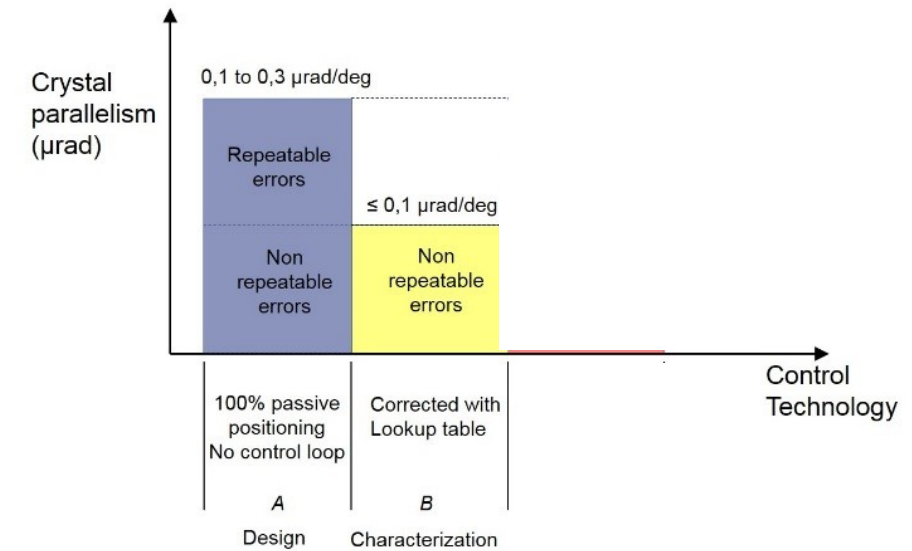 Crystal
parallelism
(μrad)
0,1 to 0,3 μrad/deg
Repeatable
errors
≤ 0,1 μrad/deg
Non
repeatable
errors
Non
repeatable
errors
Control
Technology
100% passive
positioning
No control loop
Corrected with
Lookup table
A
B
Design
Characterization